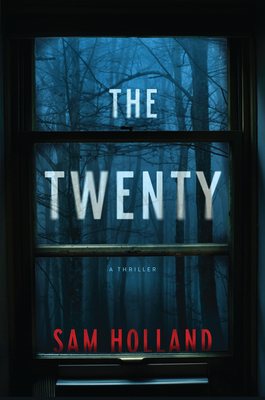 THE
TWENTY
A THRILLER
SAM HOLLAND